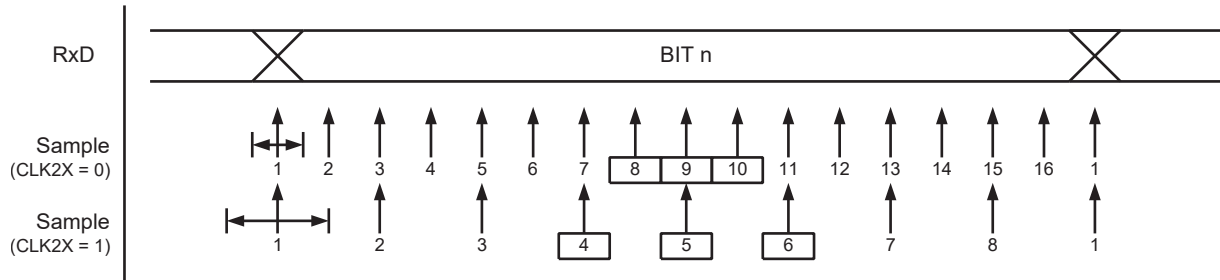 RxD BIT n
Sample
(CLK2X = 0)
1 2 3 4 5 6 7 8 9 10 11 12 13 14 15 16 1
Sample
(CLK2X = 1)
1 2 3 4 5 6 7 8 1